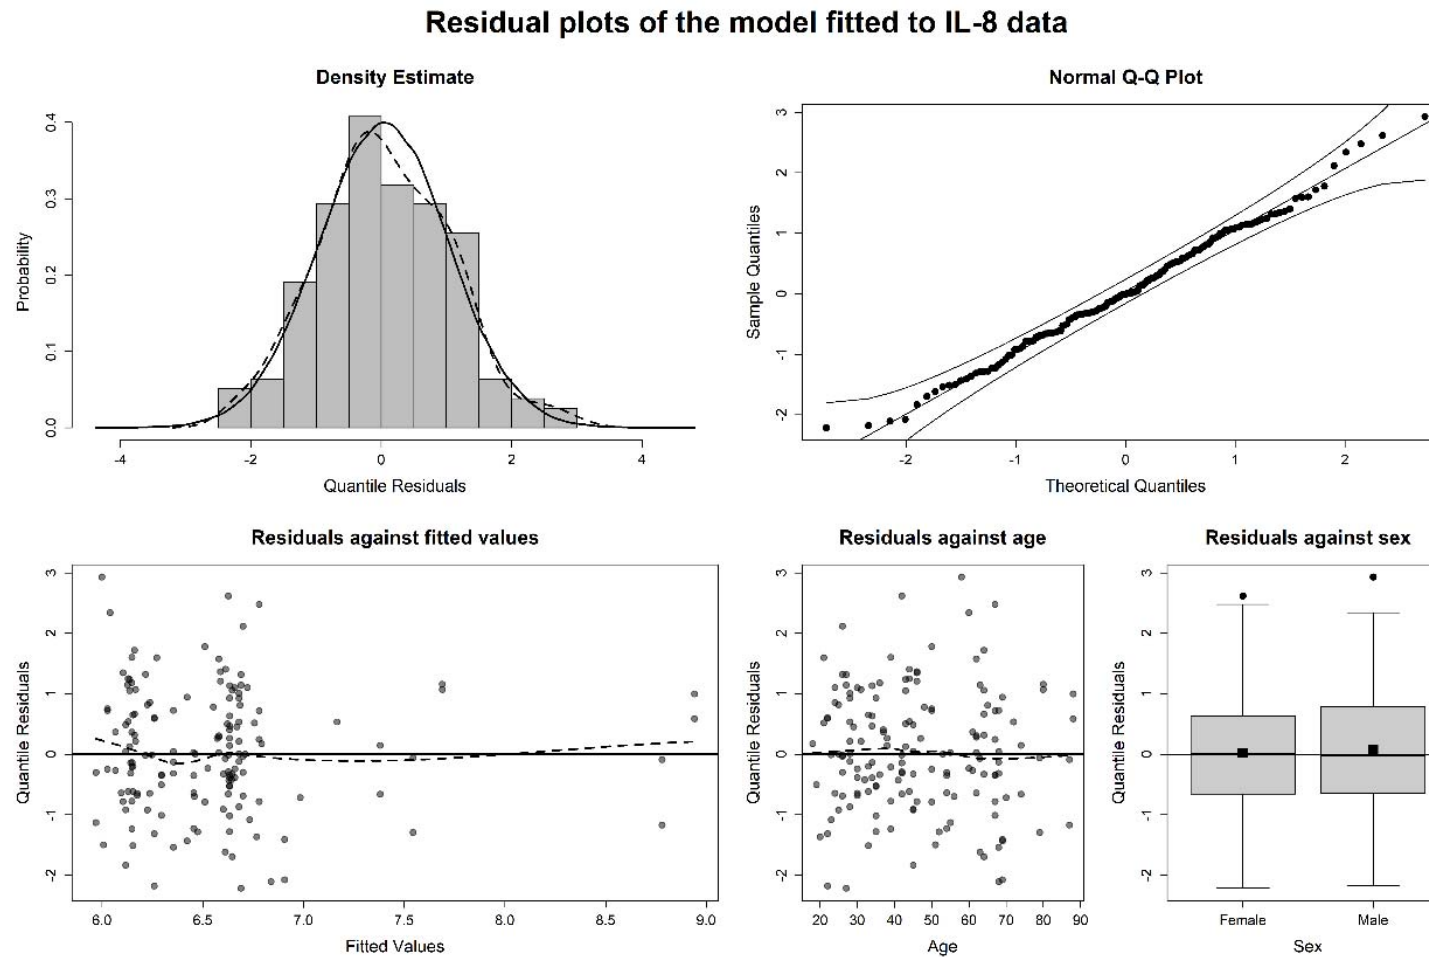 Residual plots of the model fitted to IL-8 data
Density Estimate
Probability
0.4
0.3
0.2
0.1
0.0
-4 -2 0 2 4
Quantile Residuals
Normal Q-Q Plot
Sample Quantiles
3
2
1
0
-1
-2
-2 -1 0 1 2
Theoretical Quantiles
Residuals against fitted values
Quantile Residuals
3
2
1
0
-1
-2
6.0 6.5 7.0 7.5 8.0 8.5 9.0
Fitted Values
Residuals against age
Quantile Residuals
3
2
1
0
-1
-2
20 30 40 50 60 70 80 90
Age
Residuals against sex
Quantile Residuals
3
2
1
0
-1
-2
Female Male
Sex